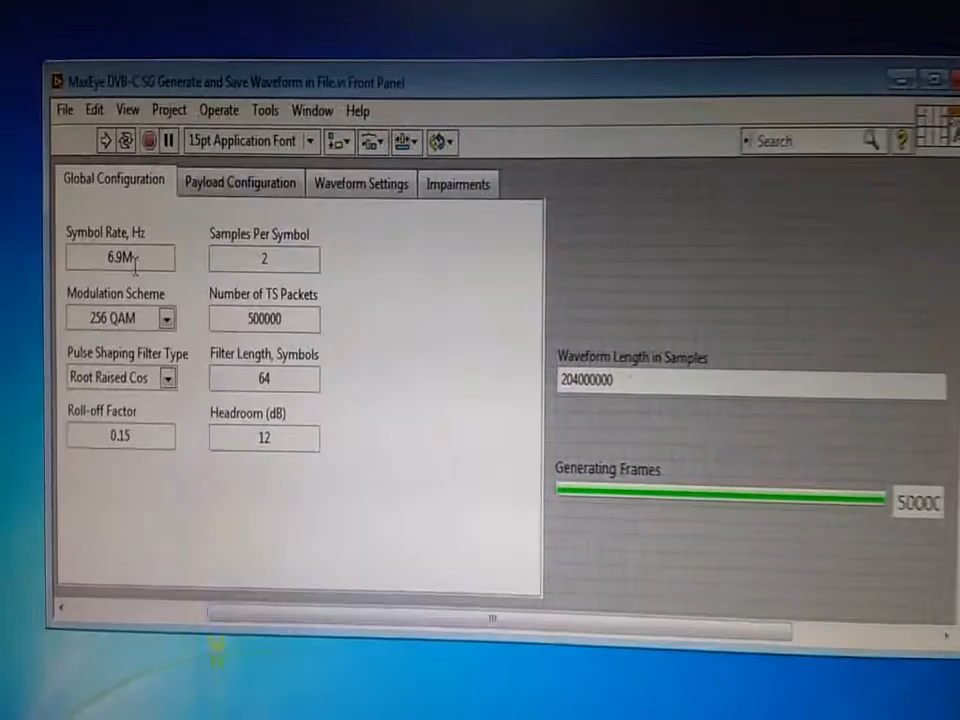 MaxEye DVB-C SG Generate and Save Waveform in File.vi Front Panel
File Edit View Project Operate Tools Window Help
15pt Application Font
Search
?
Global Configuration Payload Configuration Waveform Settings Impairments
Symbol Rate, Hz Samples Per Symbol
6.9M 2
Modulation Scheme Number of TS Packets
256 QAM 500000
Pulse Shaping Filter Type Filter Length, Symbols
Root Raised Cos 64
Roll-off Factor Headroom (dB)
0.15 12
Waveform Length in Samples
204000000
Generating Frames